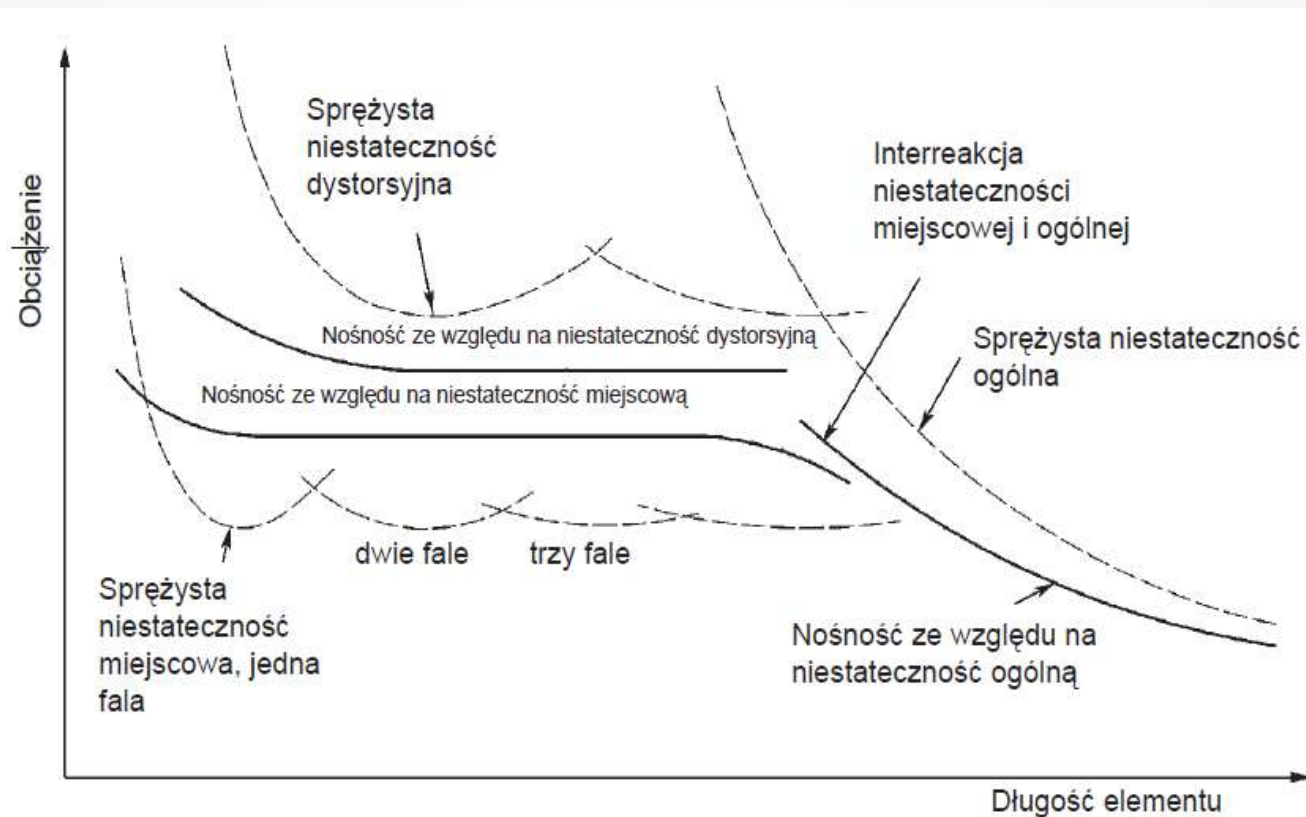 Obciążenie
Sprężysta
niestateczność
dystorsyjna
Interreakcja
niestateczności
miejscowej i ogólnej
Nośność ze względu na niestateczność dystorsyjną
Sprężysta niestateczność
ogólna
Nośność ze względu na niestateczność miejscową
dwie fale
trzy fale
Sprężysta
niestateczność
miejscowa, jedna
fala
Nośność ze względu na
niestateczność ogólną
Długość elementu